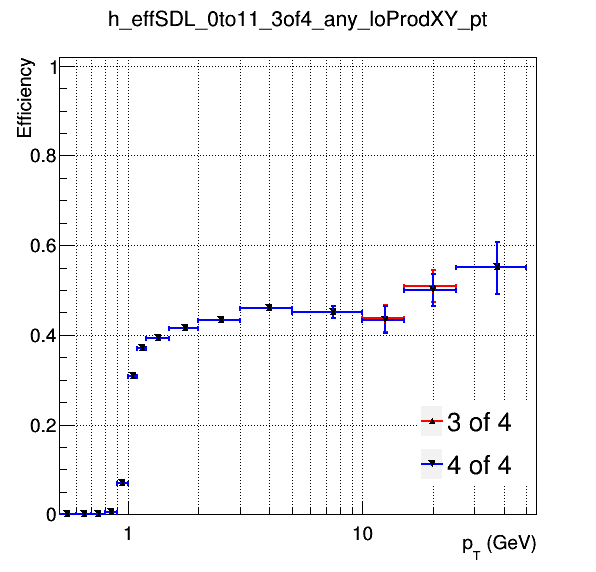 h_effSDL_0to11_3of4_any_loProdXY_pt
Efficiency
1
0.8
0.6
0.4
0.2
0
3 of 4
4 of 4
1
10
p_T (GeV)